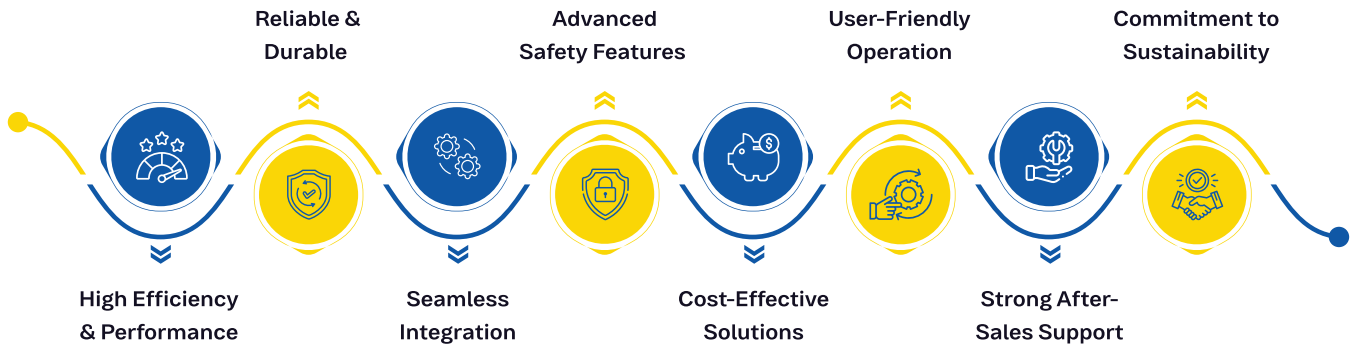 Reliable &
Durable
Advanced
Safety Features
User-Friendly
Operation
Commitment to
Sustainability
$
High Efficiency
& Performance
Seamless
Integration
Cost-Effective
Solutions
Strong After-
Sales Support